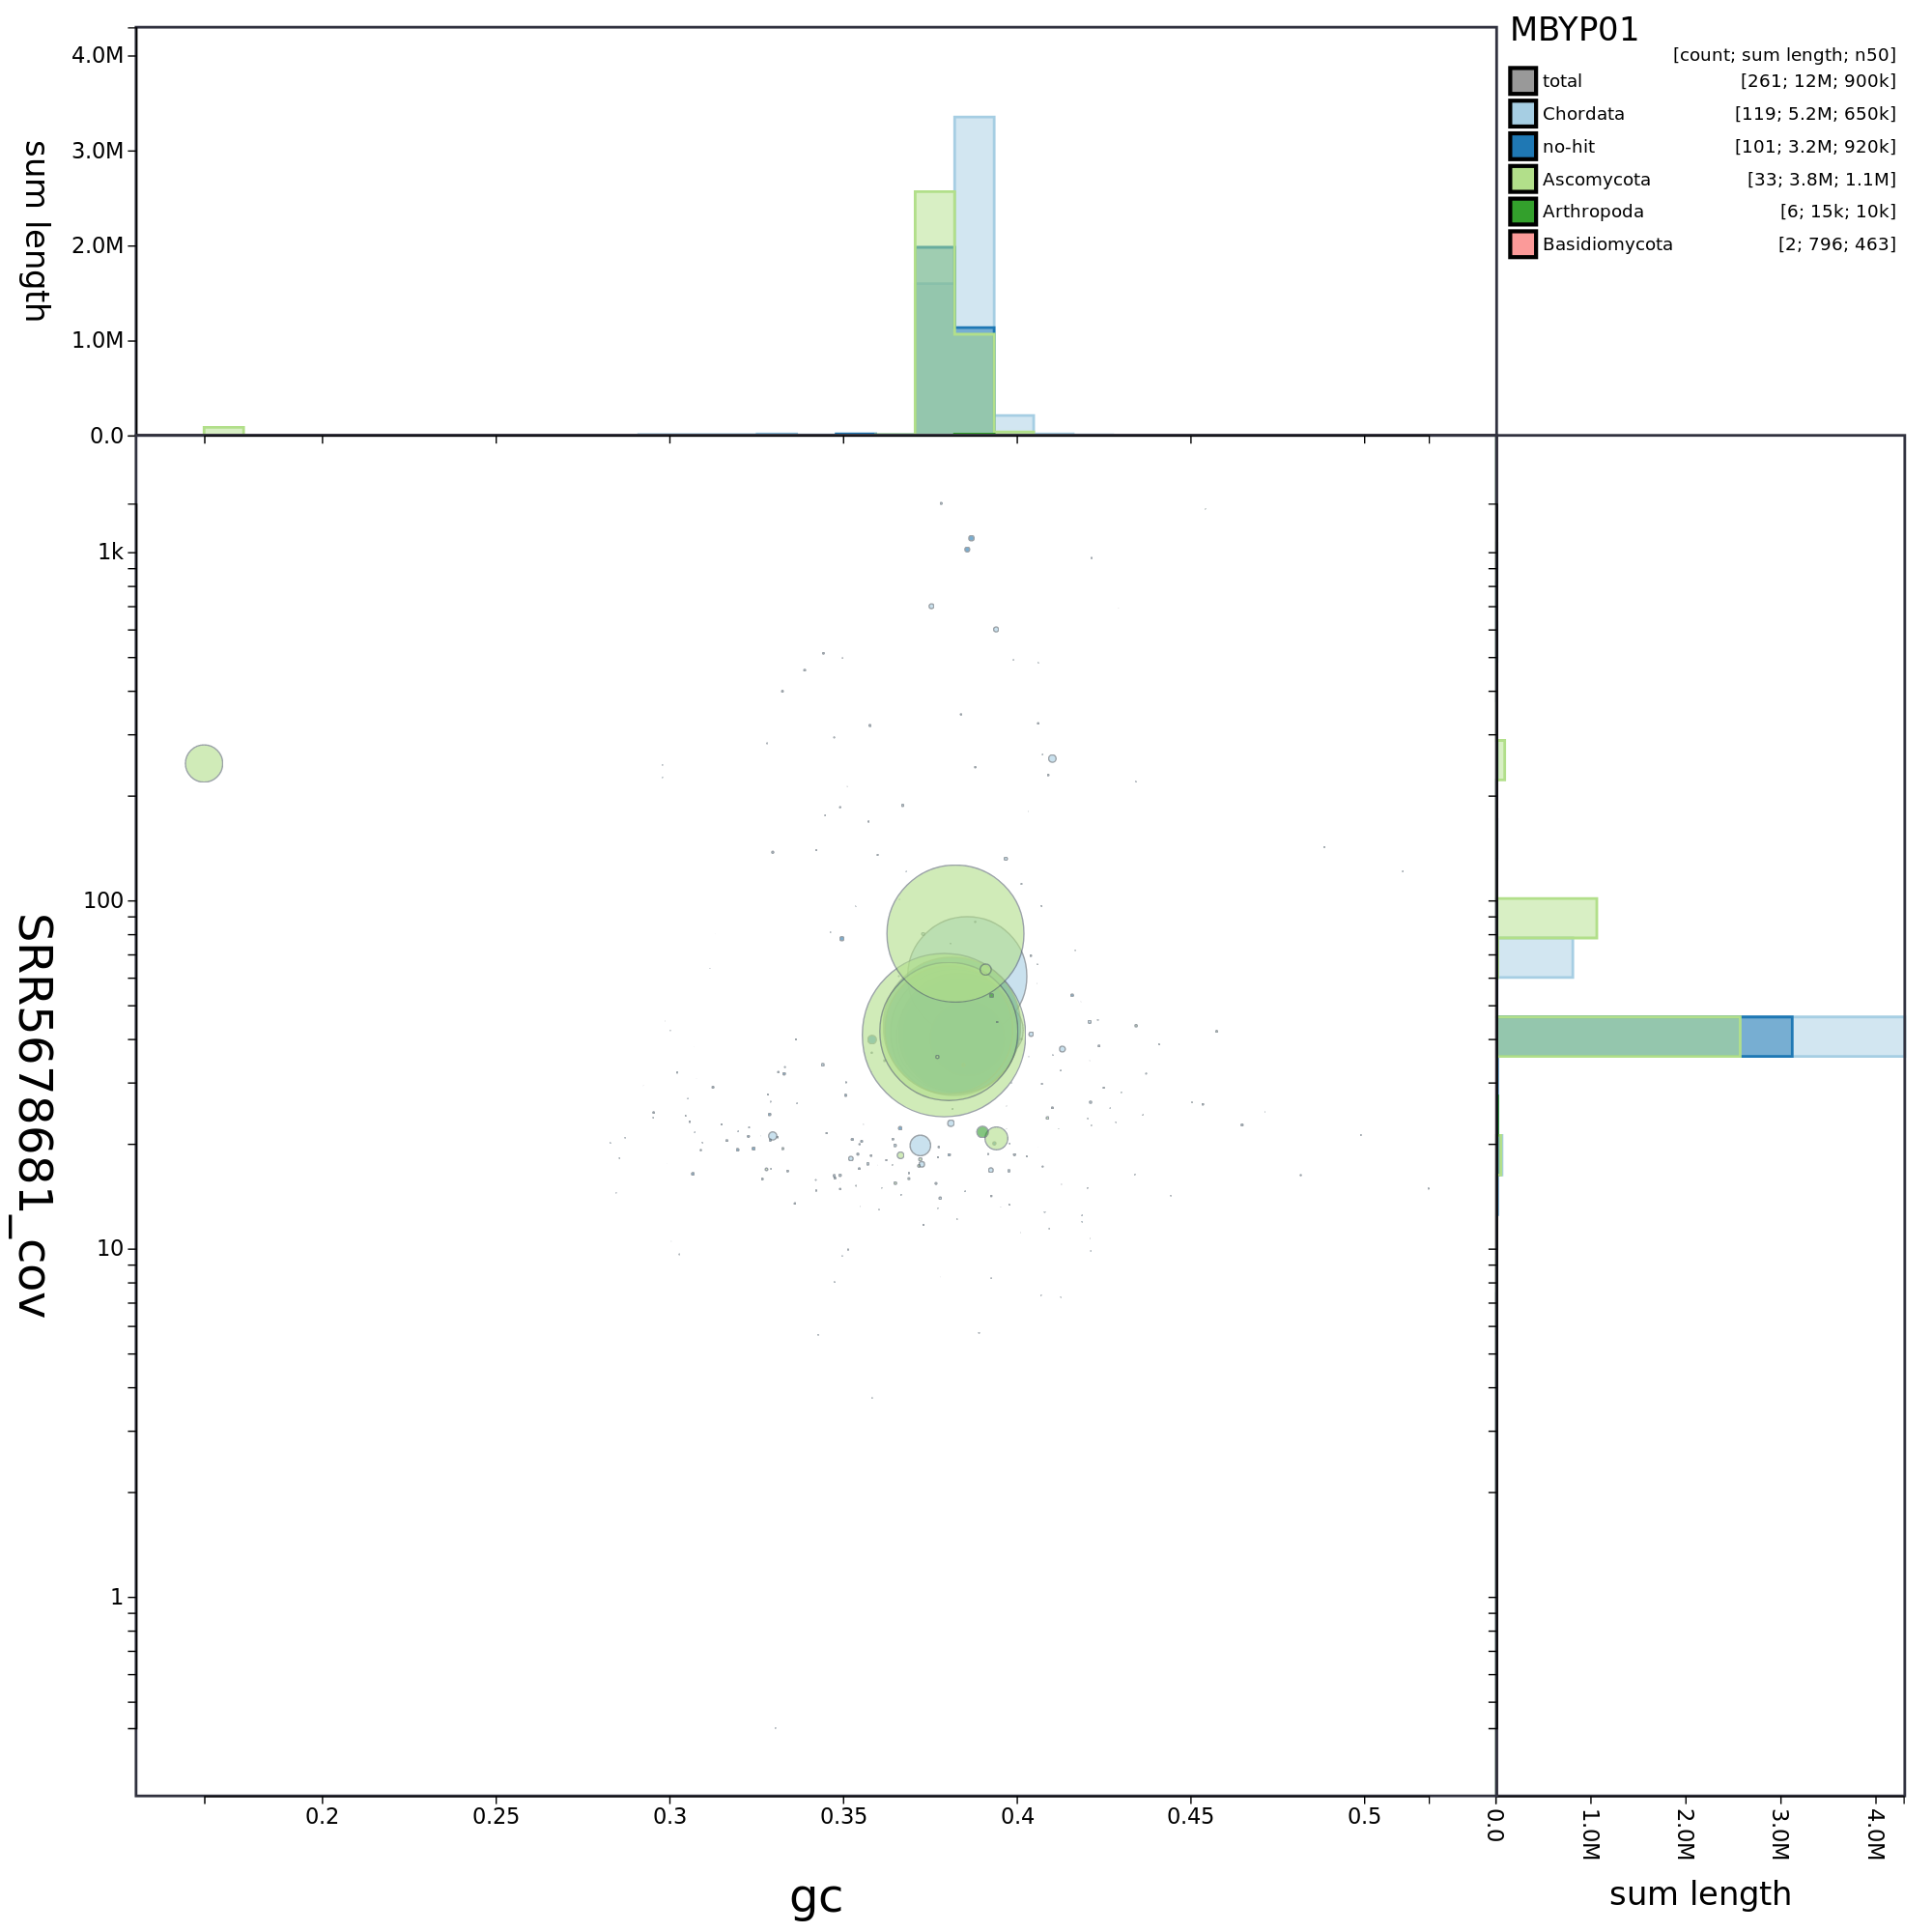 MBYP01
[count; sum length; n50]
total [261; 12M; 900k]
Chordata [119; 5.2M; 650k]
no-hit [101; 3.2M; 920k]
Ascomycota [33; 3.8M; 1.1M]
Arthropoda [6; 15k; 10k]
Basidiomycota [2; 796; 463]
sum length
4.0M
3.0M
2.0M
1.0M
0.0
SRR5678681_cov
1k
100
10
1
0.2 0.25 0.3 0.35 0.4 0.45 0.5
gc
0.0 1.0M 2.0M 3.0M 4.0M
sum length